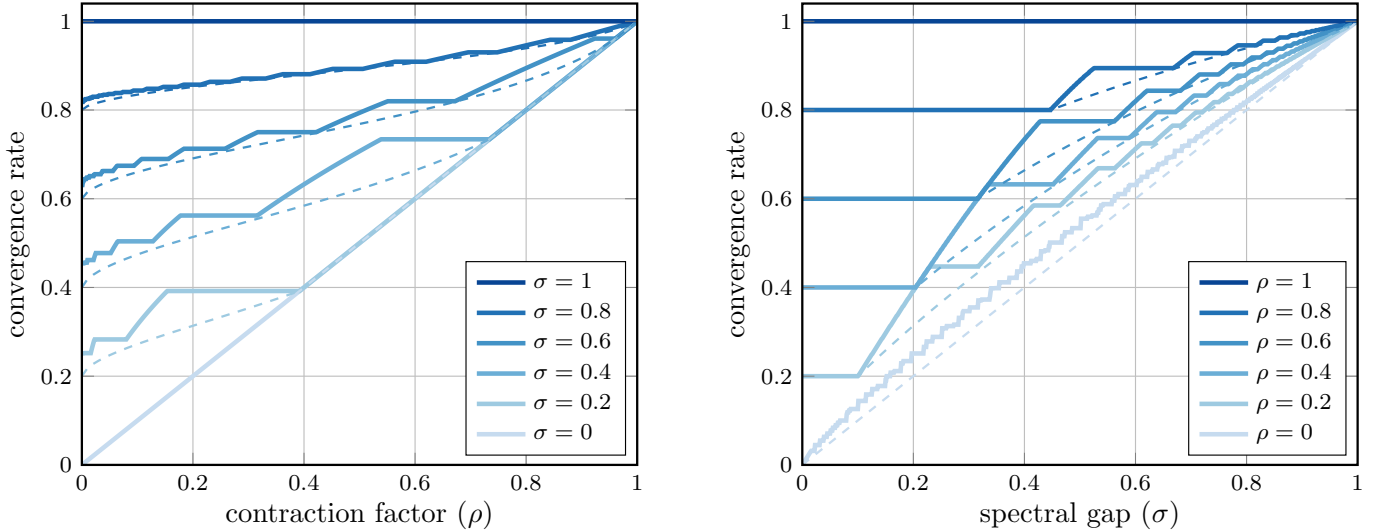 convergence rate
1
0.8
0.6
0.4
0.2
0
0 0.2 0.4 0.6 0.8 1
contraction factor (ρ)
σ = 1
σ = 0.8
σ = 0.6
σ = 0.4
σ = 0.2
σ = 0
convergence rate
1
0.8
0.6
0.4
0.2
0
0 0.2 0.4 0.6 0.8 1
spectral gap (σ)
ρ = 1
ρ = 0.8
ρ = 0.6
ρ = 0.4
ρ = 0.2
ρ = 0